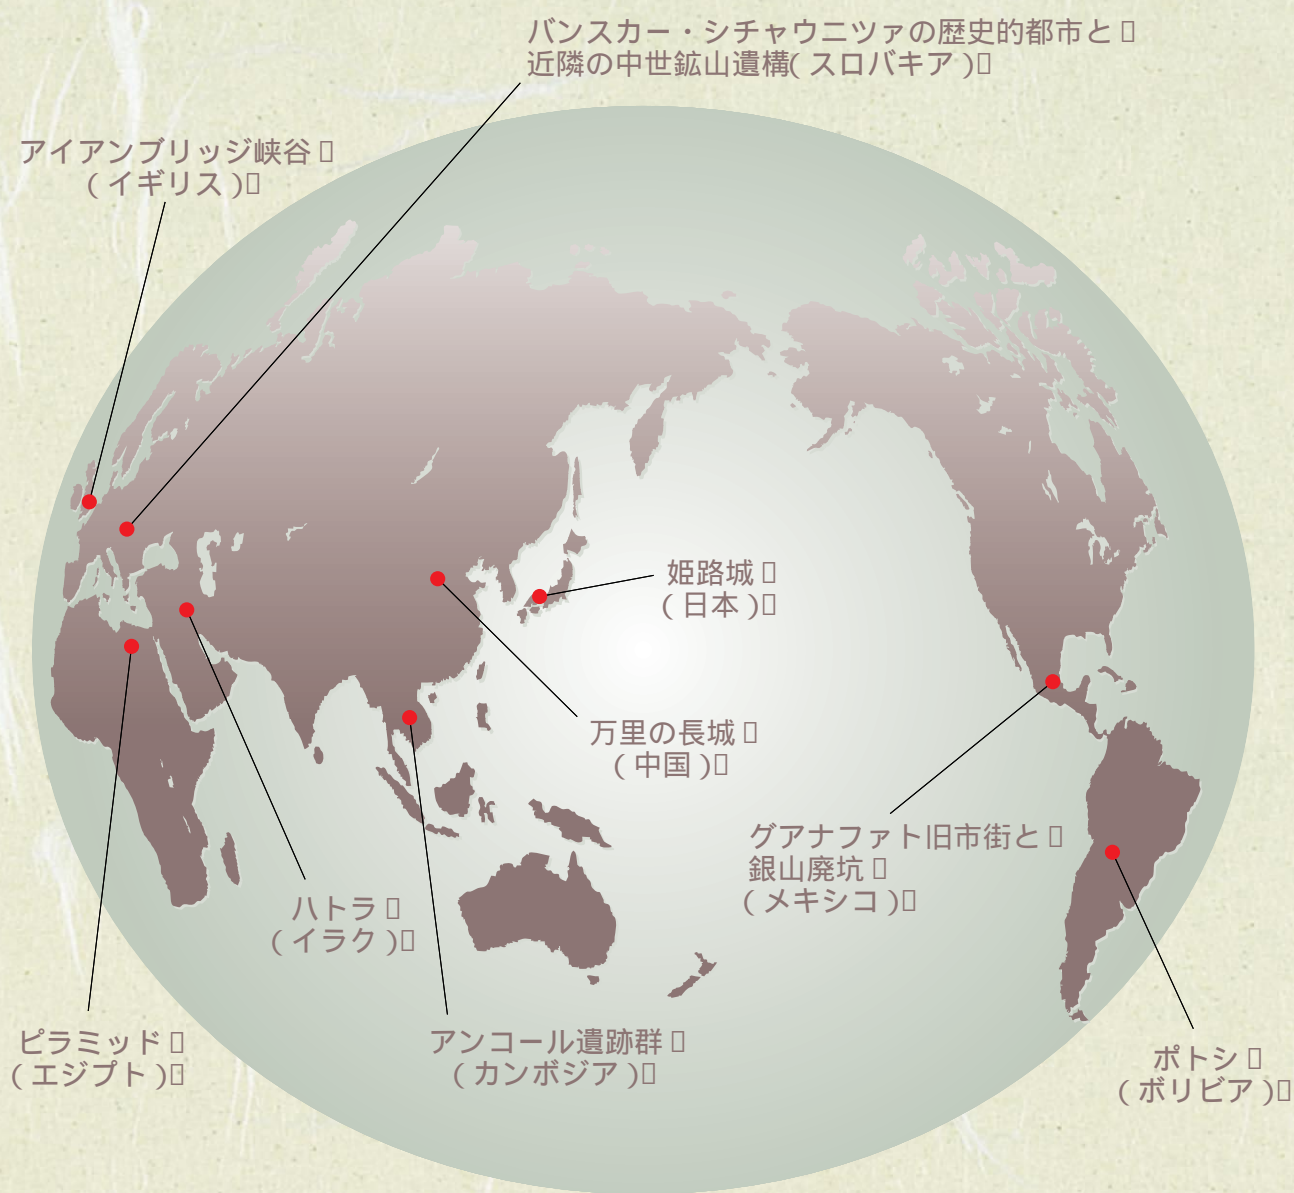 バンスカー・シチャウニツァの歴史的都市と
近隣の中世鉱山遺構(スロバキア)
アイアンブリッジ峡谷
(イギリス)
姫路城
(日本)
万里の長城
(中国)
グアナファト旧市街と
銀山廃坑
(メキシコ)
ハトラ
(イラク)
ピラミッド
(エジプト)
アンコール遺跡群
(カンボジア)
ポトシ
(ボリビア)